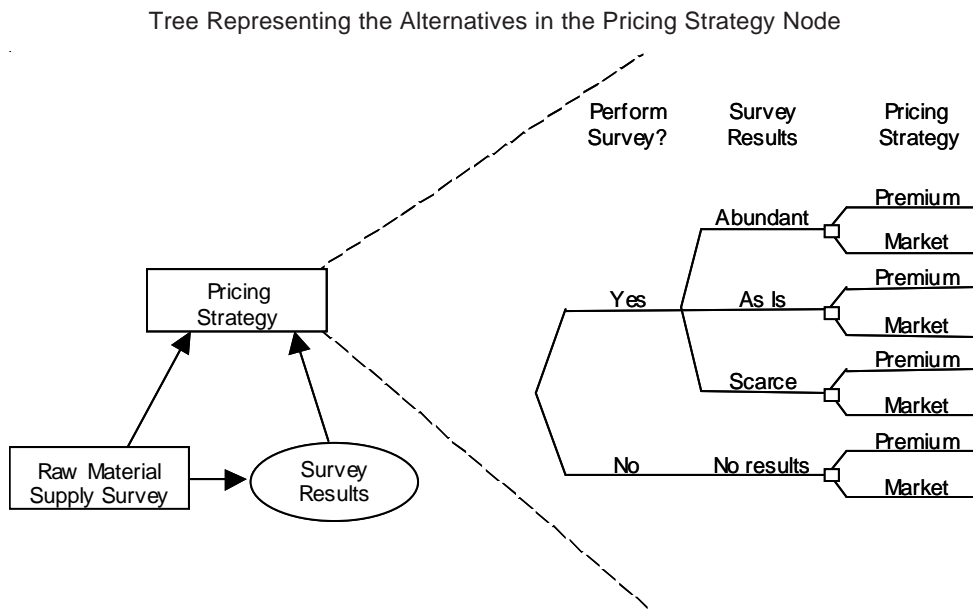 Tree Representing the Alternatives in the Pricing Strategy Node
Perform
Survey?
Survey
Results
Pricing
Strategy
Premium
Abundant
Market
Pricing
Strategy
Premium
Yes
As Is
Market
Premium
Scarce
Market
Raw Material
Supply Survey
Survey
Results
Premium
No
No results
Market